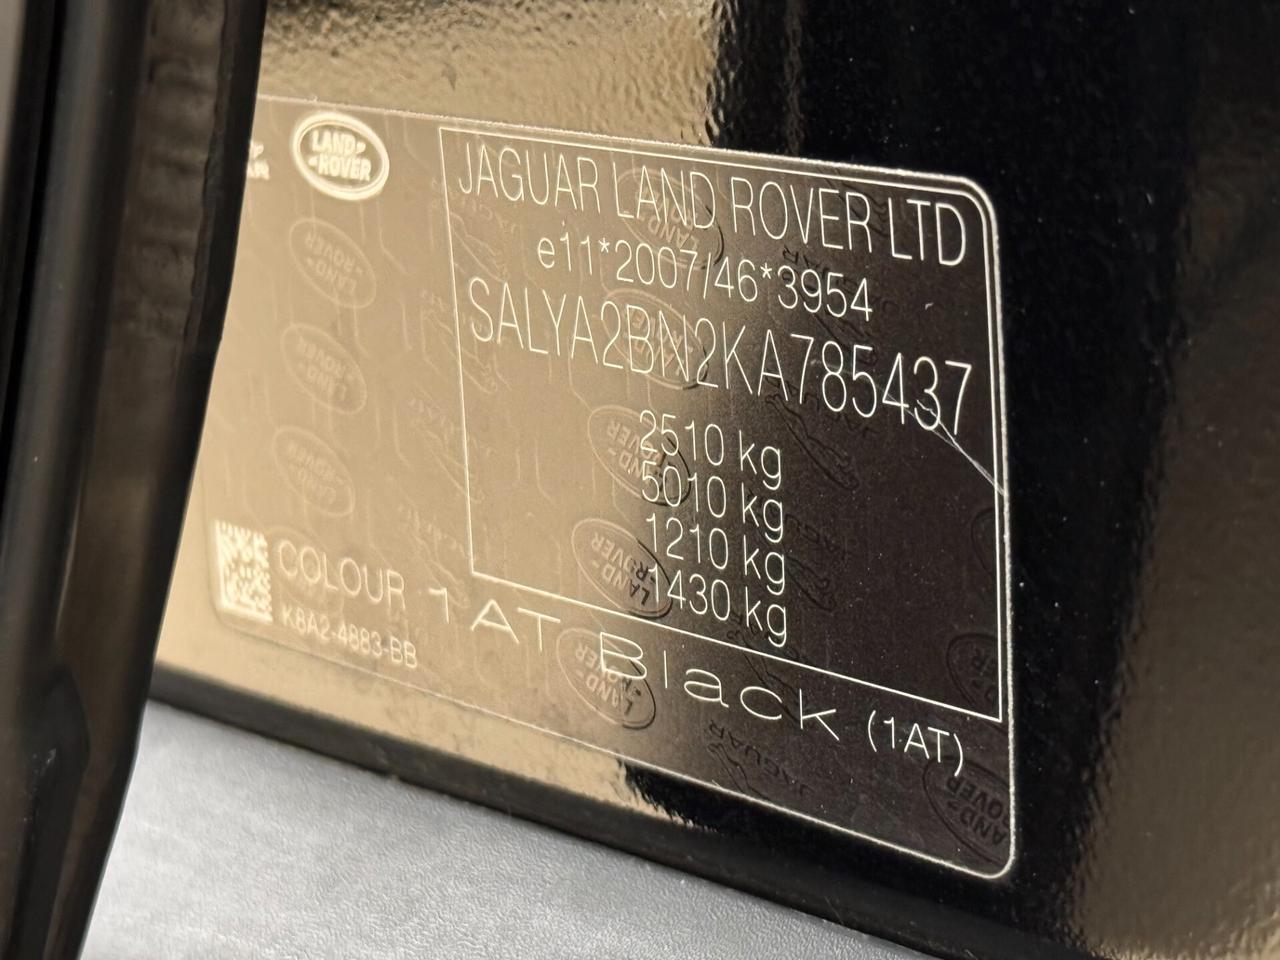 LAND-
-ROVER
JAGUAR LAND ROVER LTD
e11*2007/46*3954
SALYA2BN2KA785437
2510 kg
5010 kg
1210 kg
1430 kg
COLOUR 1AT Black (1AT)
K8A2-4883-BB